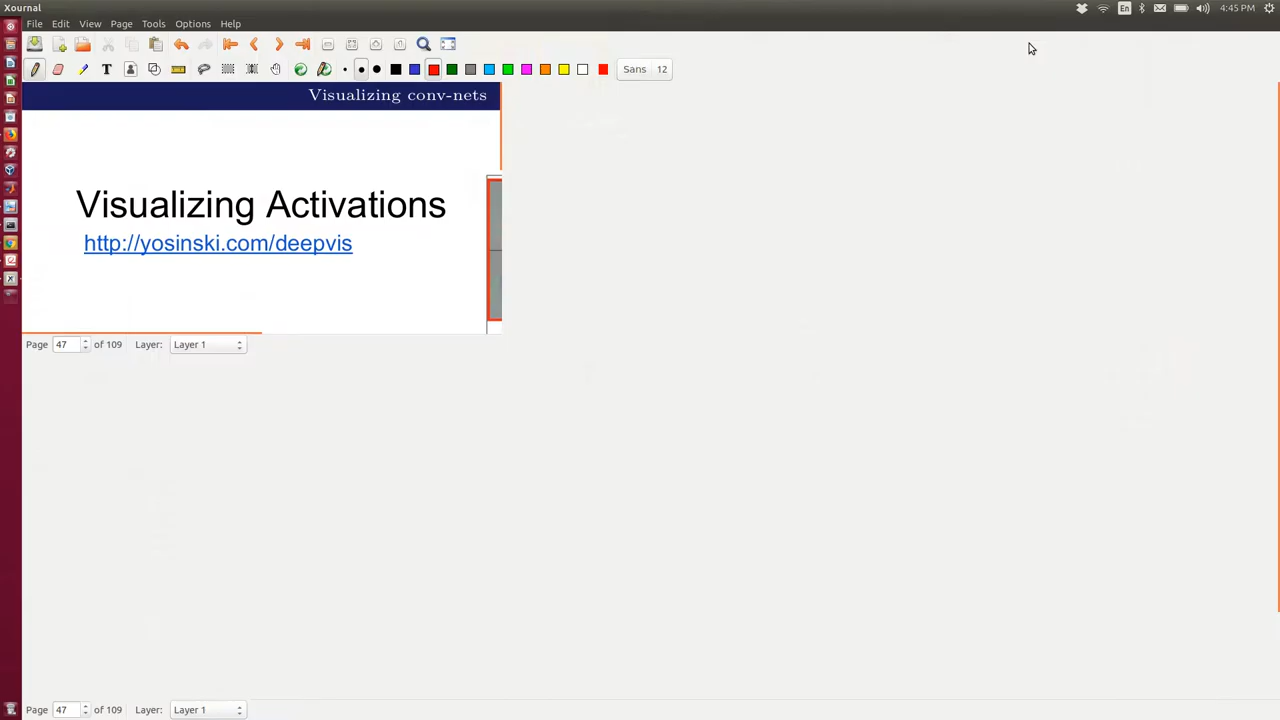 Xournal
En
4:45 PM
File Edit View Page Tools Options Help
T
Sans 12
Visualizing conv-nets
Visualizing Activations
http://yosinski.com/deepvis
Page 47 of 109 Layer: Layer 1
Page 47 of 109 Layer: Layer 1